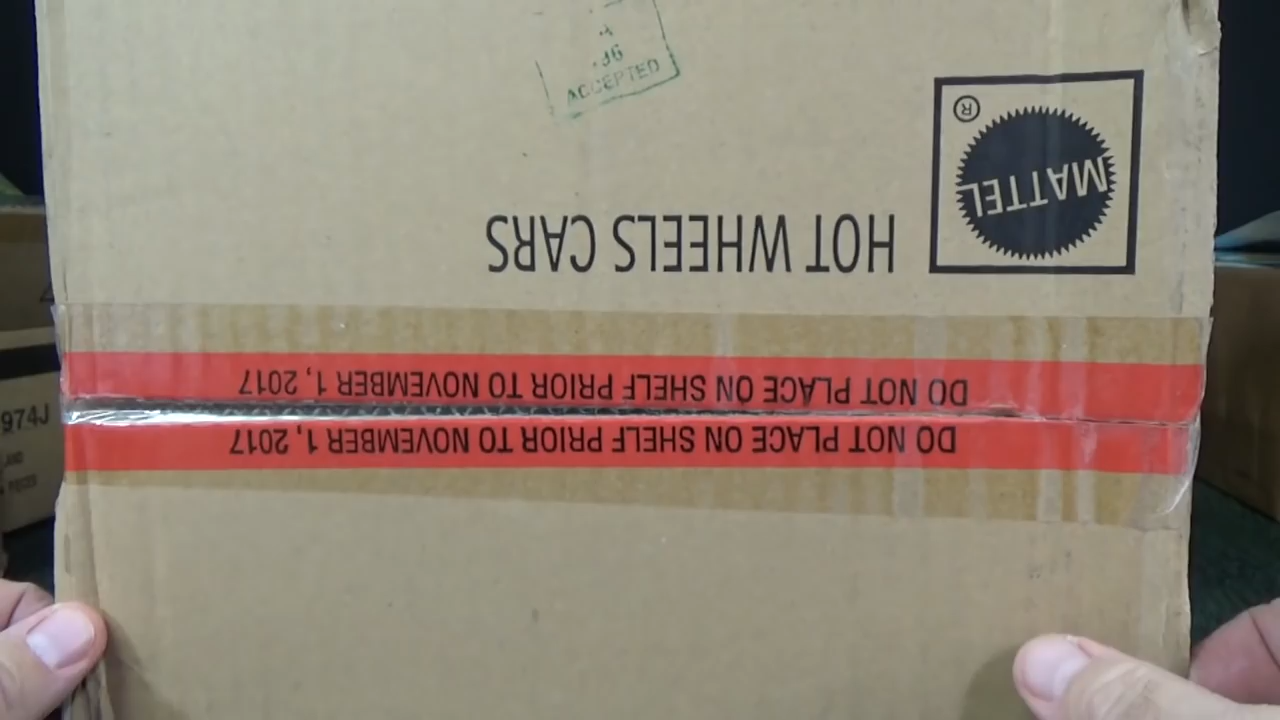 DO NOT PLACE ON SHELF PRIOR TO NOVEMBER 1, 2017
DO NOT PLACE ON SHELF PRIOR TO NOVEMBER 1, 2017
MATTEL
®
HOT WHEELS CARS
ACCEPTED
974J